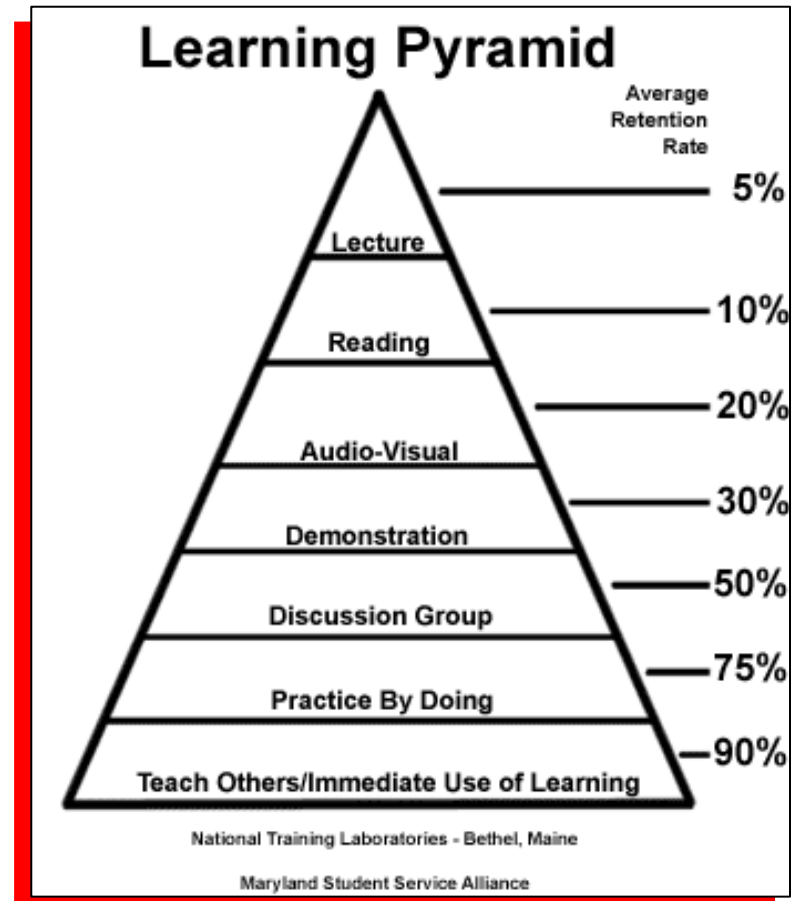 Learning Pyramid
Average
Retention
Rate
5%
Lecture
10%
Reading
20%
Audio-Visual
30%
Demonstration
50%
Discussion Group
75%
Practice By Doing
90%
Teach Others/Immediate Use of Learning
National Training Laboratories - Bethel, Maine
Maryland Student Service Alliance